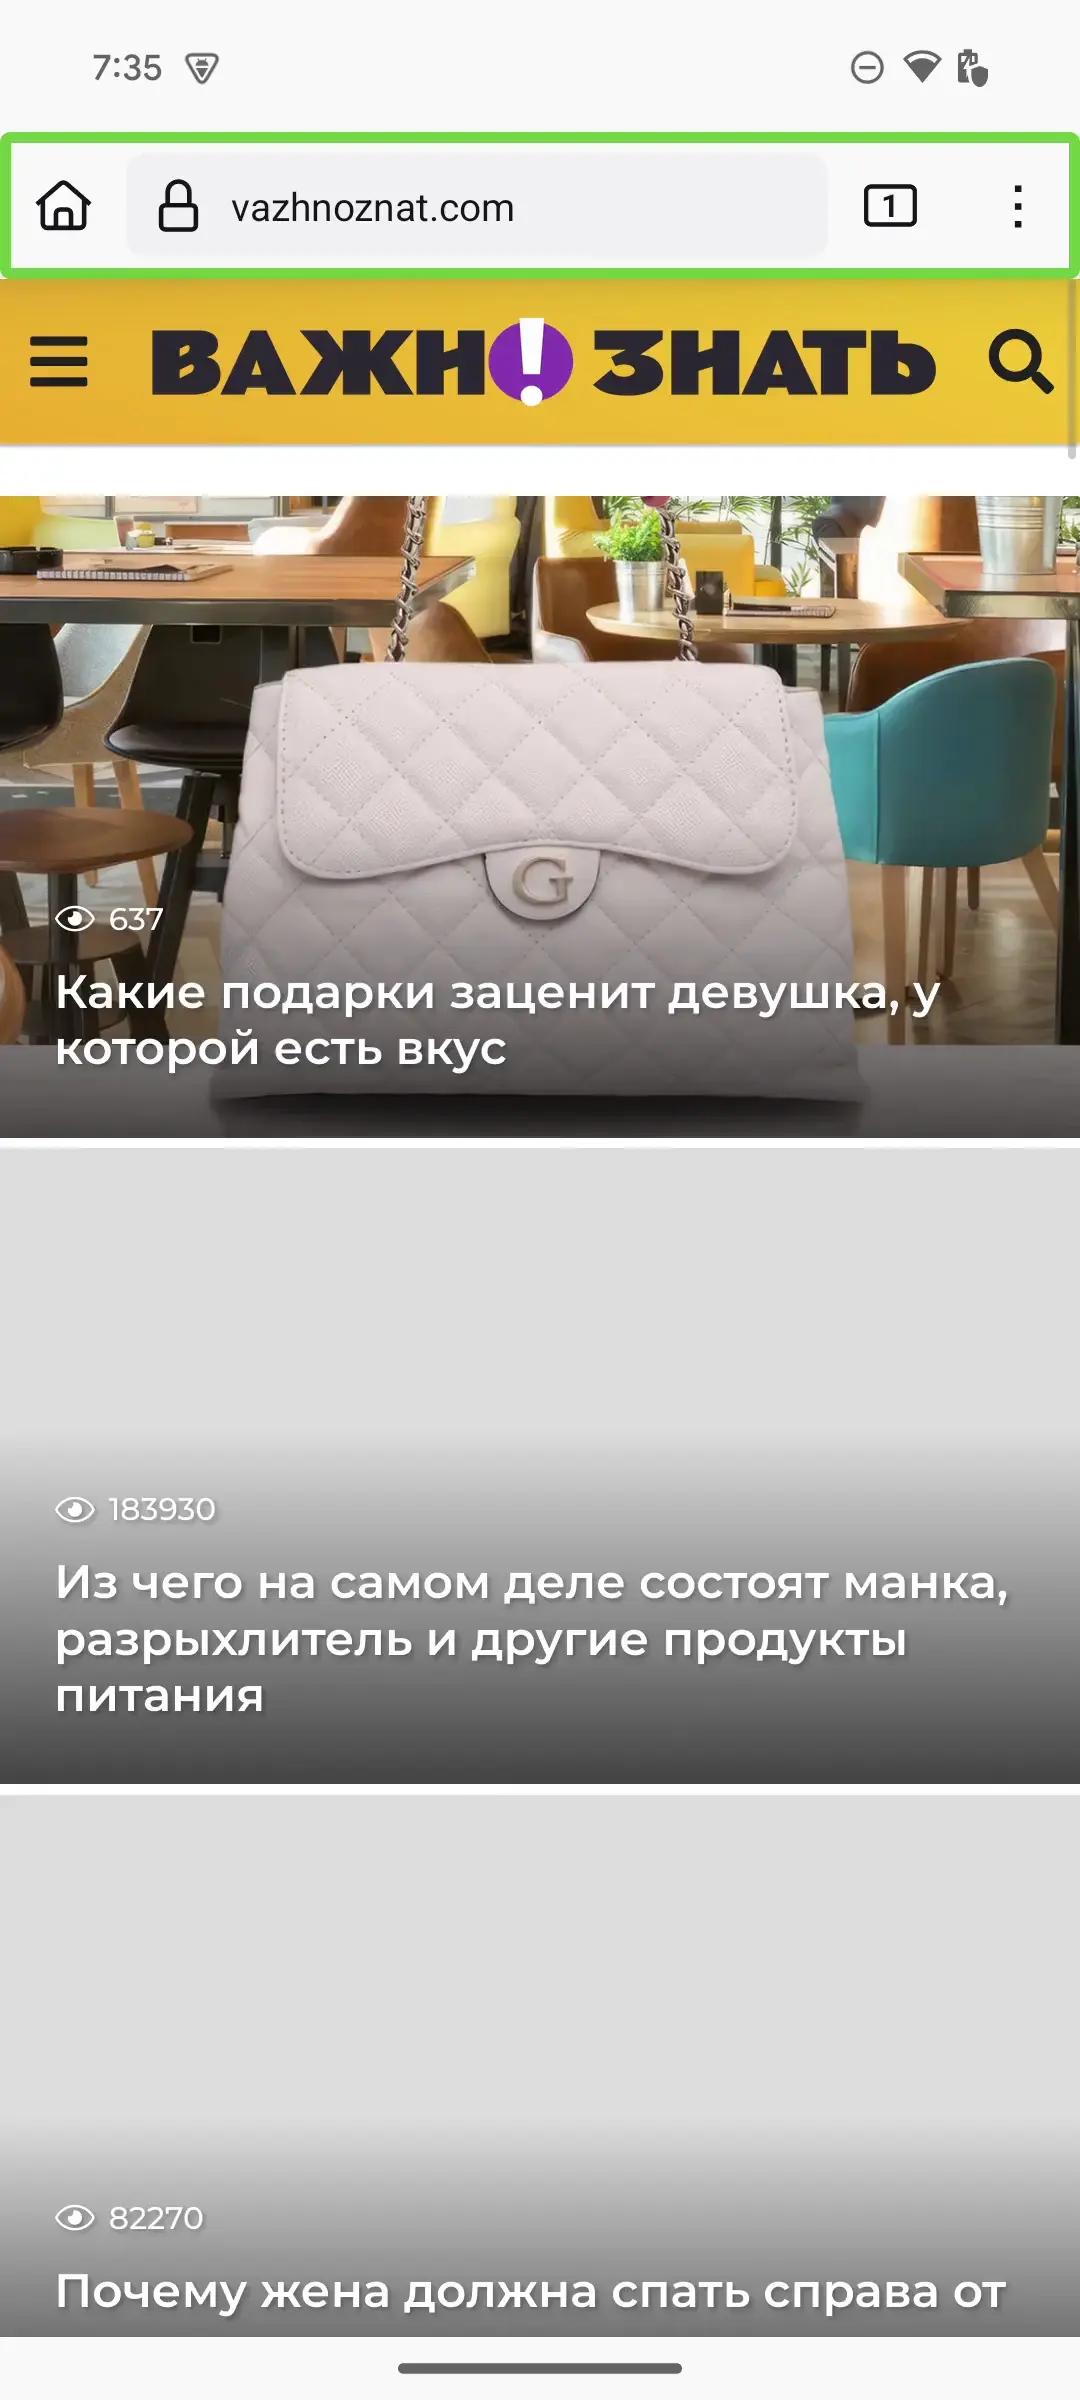 7:35
vazhnoznat.com
1
ВАЖН! ЗНАТЬ
G
637
Какие подарки заценит девушка, у
которой есть вкус
183930
Из чего на самом деле состоят манка,
разрыхлитель и другие продукты
питания
82270
Почему жена должна спать справа от